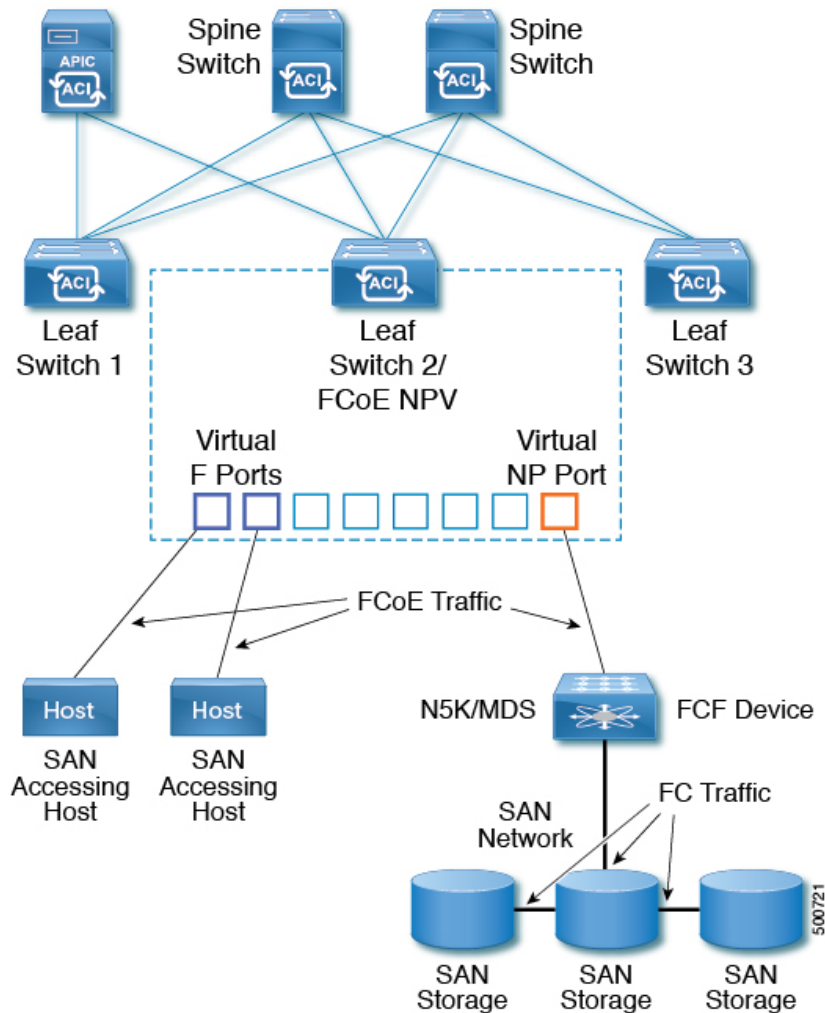 Spine
Switch
Spine
Switch
APIC
ACI
ACI
ACI
ACI
ACI
ACI
Leaf
Switch 1
Leaf
Switch 2/
FCoE NPV
Leaf
Switch 3
Virtual
F Ports
Virtual
NP Port
FCoE Traffic
Host
Host
N5K/MDS
FCF Device
SAN
Accessing
Host
SAN
Accessing
Host
FC Traffic
SAN
Network
SAN
Storage
SAN
Storage
SAN
Storage
500721